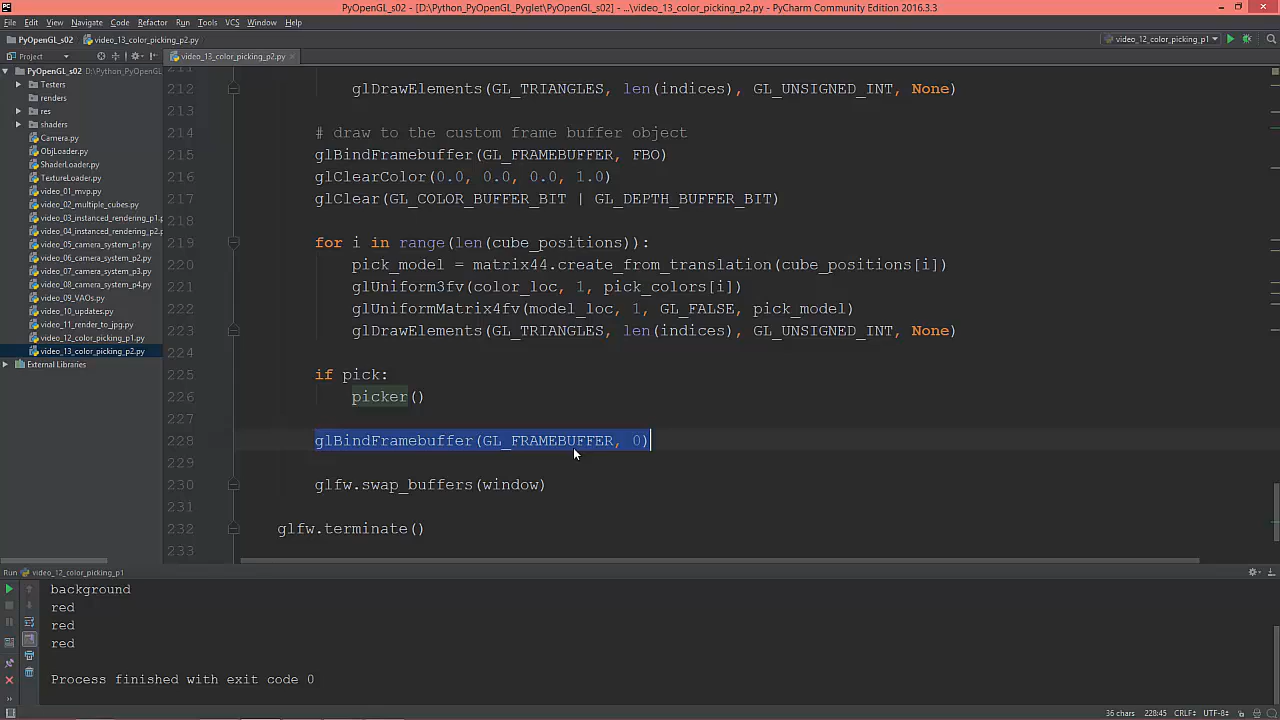 PyOpenGL_s02 - [D:\Python_PyOpenGL_Pyglet\PyOpenGL_s02] - ...\video_13_color_picking_p2.py - PyCharm Community Edition 2016.3.3
File Edit View Navigate Code Refactor Run Tools VCS Window Help
PyOpenGL_s02 video_13_color_picking_p2.py video_12_color_picking_p1
Project video_13_color_picking_p2.py
PyOpenGL_s02 D:\Python_PyOpenGL
Testers
renders
res
shaders
Camera.py
ObjLoader.py
ShaderLoader.py
TextureLoader.py
video_01_mvp.py
video_02_multiple_cubes.py
video_03_instanced_rendering_p1.
video_04_instanced_rendering_p2.
video_05_camera_system_p1.py
video_06_camera_system_p2.py
video_07_camera_system_p3.py
video_08_camera_system_p4.py
video_09_VAOs.py
video_10_updates.py
video_11_render_to_jpg.py
video_12_color_picking_p1.py
video_13_color_picking_p2.py
External Libraries
211
212 glDrawElements(GL_TRIANGLES, len(indices), GL_UNSIGNED_INT, None)
213
214 # draw to the custom frame buffer object
215 glBindFramebuffer(GL_FRAMEBUFFER, FBO)
216 glClearColor(0.0, 0.0, 0.0, 1.0)
217 glClear(GL_COLOR_BUFFER_BIT | GL_DEPTH_BUFFER_BIT)
218
219 for i in range(len(cube_positions)):
220 pick_model = matrix44.create_from_translation(cube_positions[i])
221 glUniform3fv(color_loc, 1, pick_colors[i])
222 glUniformMatrix4fv(model_loc, 1, GL_FALSE, pick_model)
223 glDrawElements(GL_TRIANGLES, len(indices), GL_UNSIGNED_INT, None)
224
225 if pick:
226 picker()
227
228 glBindFramebuffer(GL_FRAMEBUFFER, 0)
229
230 glfw.swap_buffers(window)
231
232 glfw.terminate()
233
Run video_12_color_picking_p1
background
red
red
red
Process finished with exit code 0
36 chars 228:45 CRLF÷ UTF-8÷